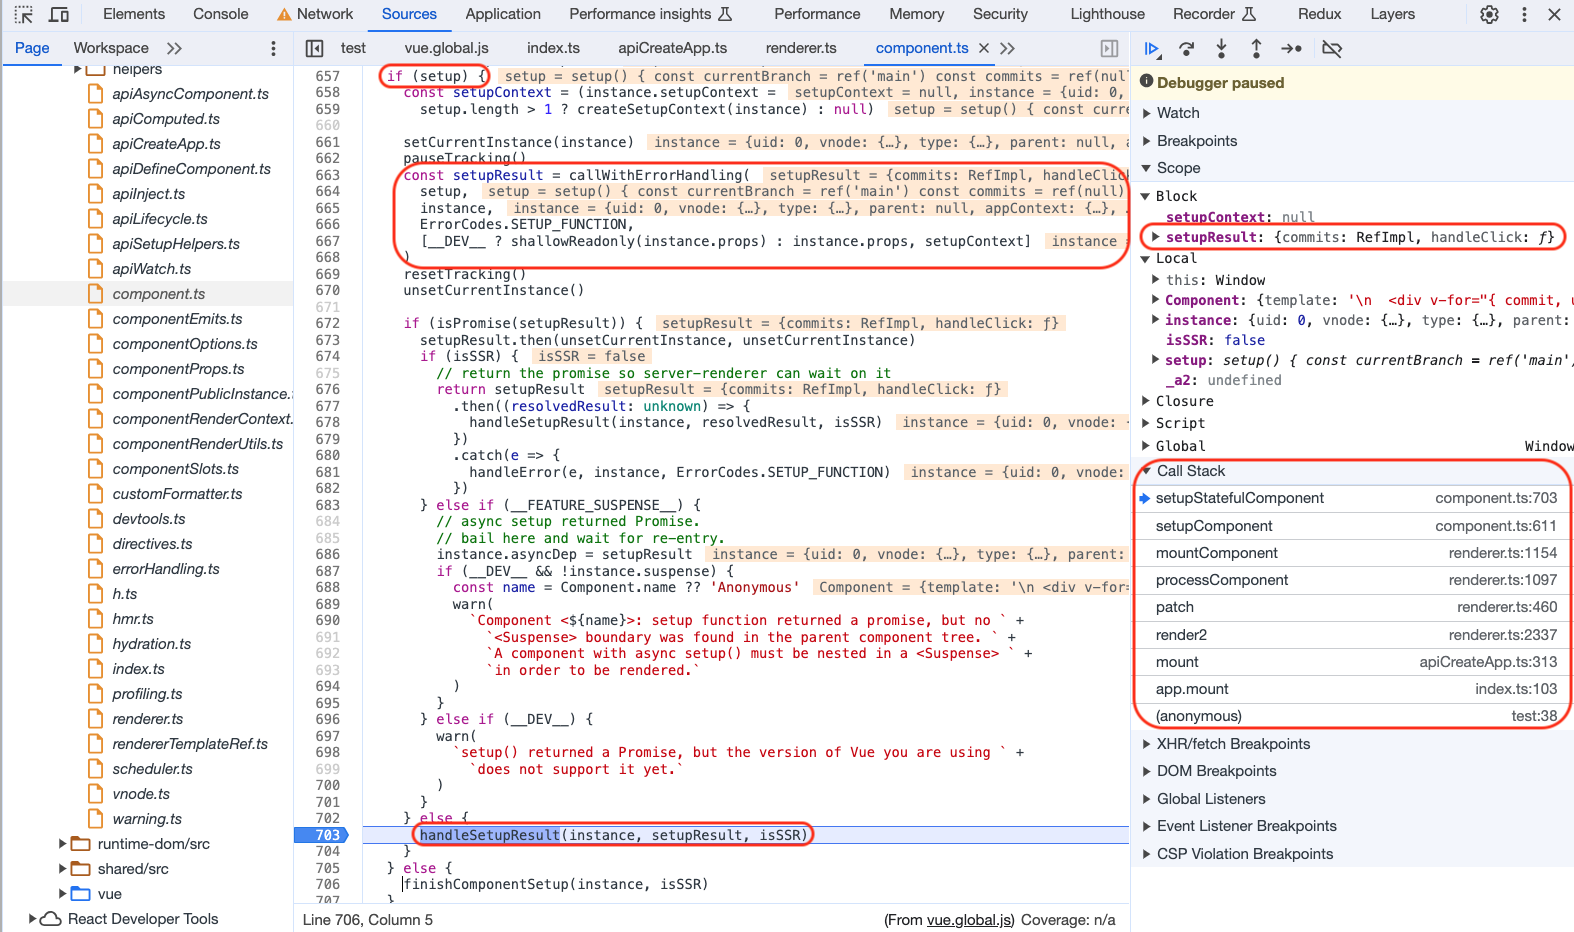 Elements Console Network Sources Application Performance insights Performance Memory Security Lighthouse Recorder Redux Layers
Page Workspace
test vue.global.js index.ts apiCreateApp.ts renderer.ts component.ts
helpers
apiAsyncComponent.ts
apiComputed.ts
apiCreateApp.ts
apiDefineComponent.ts
apiInject.ts
apiLifecycle.ts
apiSetupHelpers.ts
apiWatch.ts
component.ts
componentEmits.ts
componentOptions.ts
componentProps.ts
componentPublicInstance.
componentRenderContext.
componentRenderUtils.ts
componentSlots.ts
customFormatter.ts
devtools.ts
directives.ts
errorHandling.ts
h.ts
hmr.ts
hydration.ts
index.ts
profiling.ts
renderer.ts
rendererTemplateRef.ts
scheduler.ts
vnode.ts
warning.ts
runtime-dom/src
shared/src
vue
React Developer Tools
657 if (setup) { setup = setup() { const currentBranch = ref('main') const commits = ref(nul
658 const setupContext = (instance.setupContext = setupContext = null, instance = {uid: 0,
659 setup.length > 1 ? createSetupContext(instance) : null) setup = setup() { const curr
660
661 setCurrentInstance(instance) instance = {uid: 0, vnode: {…}, type: {…}, parent: null, a
662 pauseTracking()
663 const setupResult = callWithErrorHandling( setupResult = {commits: RefImpl, handleClic
664 setup, setup = setup() { const currentBranch = ref('main') const commits = ref(null)
665 instance, instance = {uid: 0, vnode: {…}, type: {…}, parent: null, appContext: {…},
666 ErrorCodes.SETUP_FUNCTION,
667 [__DEV__ ? shallowReadonly(instance.props) : instance.props, setupContext] instance =
668 )
669 resetTracking()
670 unsetCurrentInstance()
671
672 if (isPromise(setupResult)) { setupResult = {commits: RefImpl, handleClick: ƒ}
673 setupResult.then(unsetCurrentInstance, unsetCurrentInstance)
674 if (isSSR) { isSSR = false
675 // return the promise so server-renderer can wait on it
676 return setupResult setupResult = {commits: RefImpl, handleClick: ƒ}
677 .then((resolvedResult: unknown) => {
678 handleSetupResult(instance, resolvedResult, isSSR) instance = {uid: 0, vnode:
679 })
680 .catch(e => {
681 handleError(e, instance, ErrorCodes.SETUP_FUNCTION) instance = {uid: 0, vnode:
682 })
683 } else if (__FEATURE_SUSPENSE__) {
684 // async setup returned Promise.
685 // bail here and wait for re-entry.
686 instance.asyncDep = setupResult instance = {uid: 0, vnode: {…}, type: {…}, parent:
687 if (__DEV__ && !instance.suspense) {
688 const name = Component.name ?? 'Anonymous' Component = {template: '\n <div v-for=
689 warn(
690 `Component <${name}>: setup function returned a promise, but no ` +
691 `<Suspense> boundary was found in the parent component tree. ` +
692 `A component with async setup() must be nested in a <Suspense> ` +
693 `in order to be rendered.`
694 )
695 }
696 } else if (__DEV__) {
697 warn(
698 `setup() returned a Promise, but the version of Vue you are using ` +
699 `does not support it yet.`
700 )
701 }
702 } else {
703 handleSetupResult(instance, setupResult, isSSR)
704 }
705 } else {
706 finishComponentSetup(instance, isSSR)
707 }
Line 706, Column 5 (From vue.global.js) Coverage: n/a
Debugger paused
Watch
Breakpoints
Scope
Block
setupContext: null
setupResult: {commits: RefImpl, handleClick: ƒ}
Local
this: Window
Component: {template: '\n <div v-for="{ commit, u
instance: {uid: 0, vnode: {…}, type: {…}, parent:
isSSR: false
setup: setup() { const currentBranch = ref('main')
_a2: undefined
Closure
Script
Global Window
Call Stack
setupStatefulComponent component.ts:703
setupComponent component.ts:611
mountComponent renderer.ts:1154
processComponent renderer.ts:1097
patch renderer.ts:460
render2 renderer.ts:2337
mount apiCreateApp.ts:313
app.mount index.ts:103
(anonymous) test:38
XHR/fetch Breakpoints
DOM Breakpoints
Global Listeners
Event Listener Breakpoints
CSP Violation Breakpoints